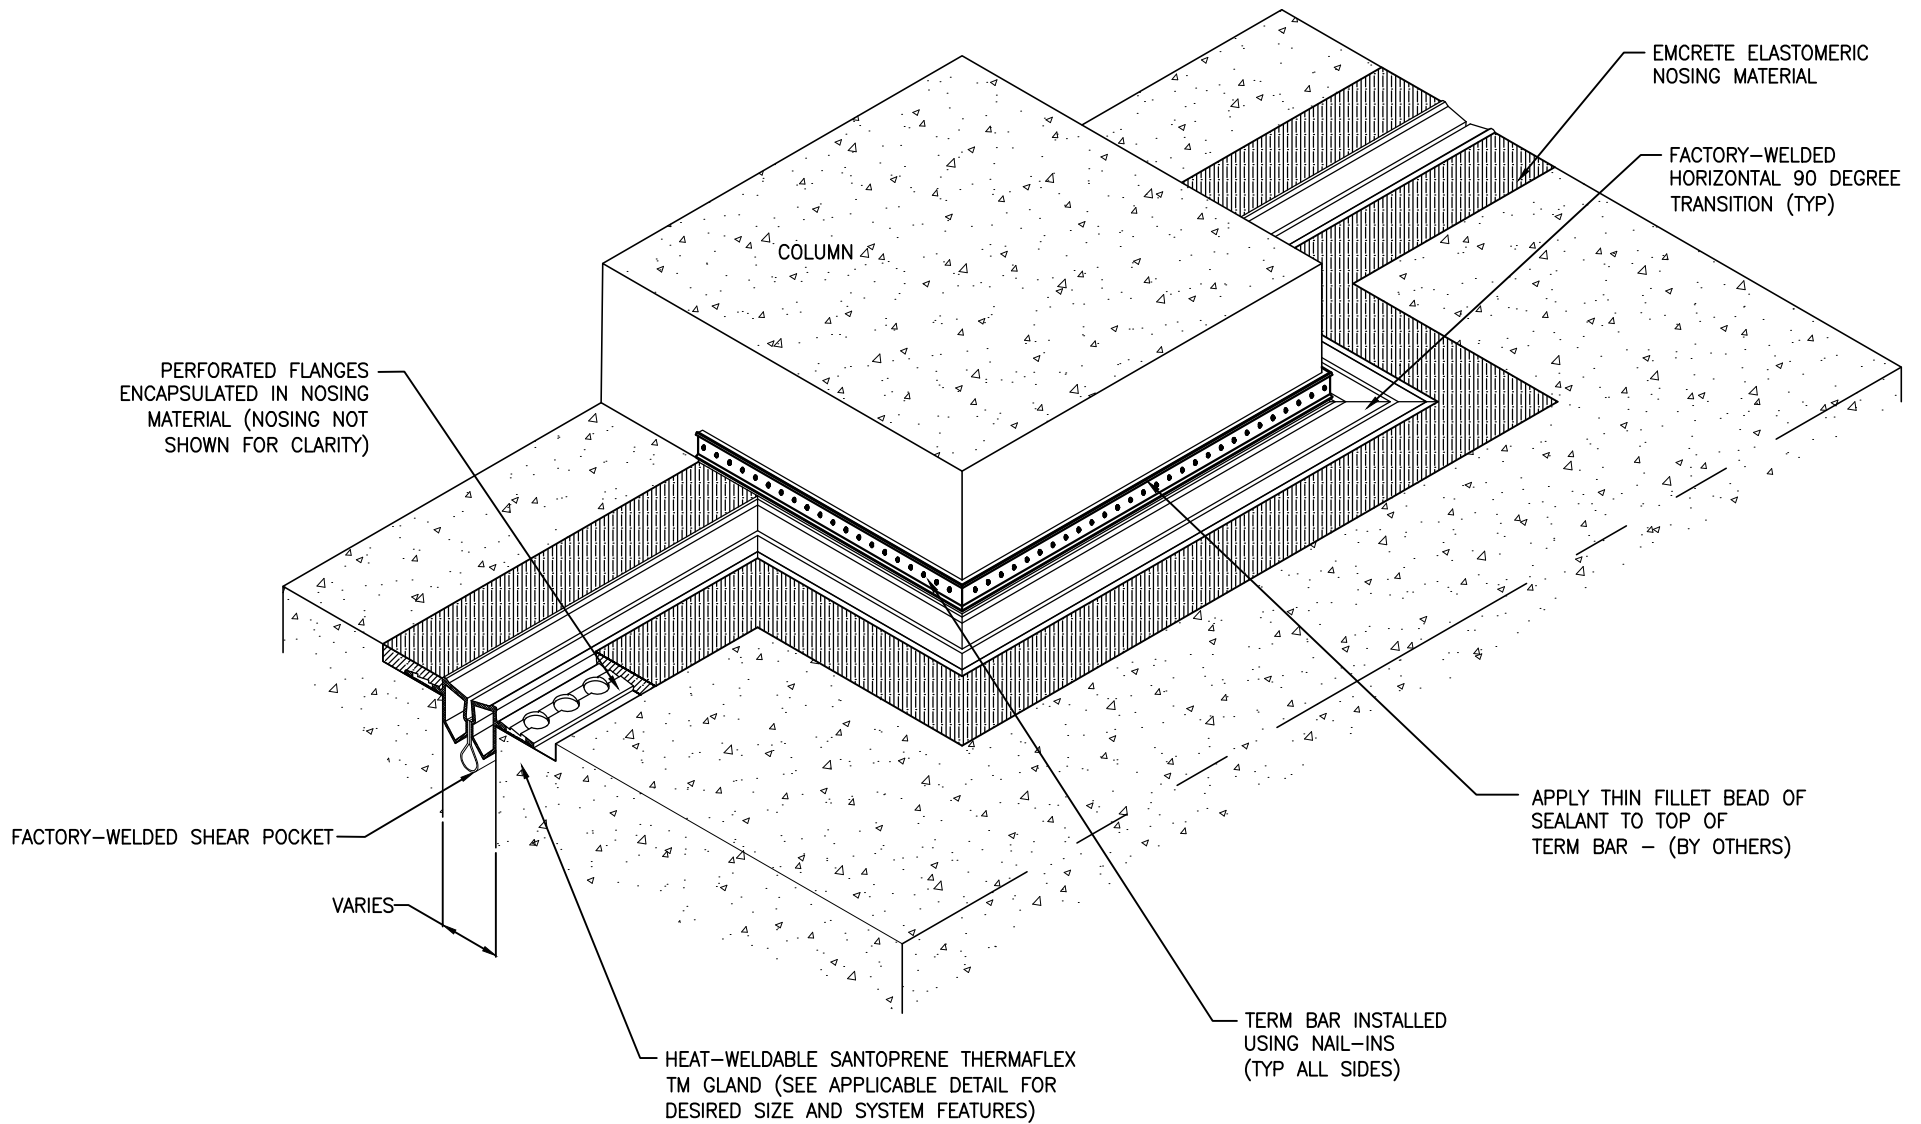 EMCRETE ELASTOMERIC
NOSING MATERIAL
FACTORY-WELDED
HORIZONTAL 90 DEGREE
TRANSITION (TYP)
COLUMN
PERFORATED FLANGES
ENCAPSULATED IN NOSING
MATERIAL (NOSING NOT
SHOWN FOR CLARITY)
APPLY THIN FILLET BEAD OF
SEALANT TO TOP OF
TERM BAR - (BY OTHERS)
FACTORY-WELDED SHEAR POCKET
VARIES
TERM BAR INSTALLED
USING NAIL-INS
(TYP ALL SIDES)
HEAT-WELDABLE SANTOPRENE THERMAFLEX
TM GLAND (SEE APPLICABLE DETAIL FOR
DESIRED SIZE AND SYSTEM FEATURES)